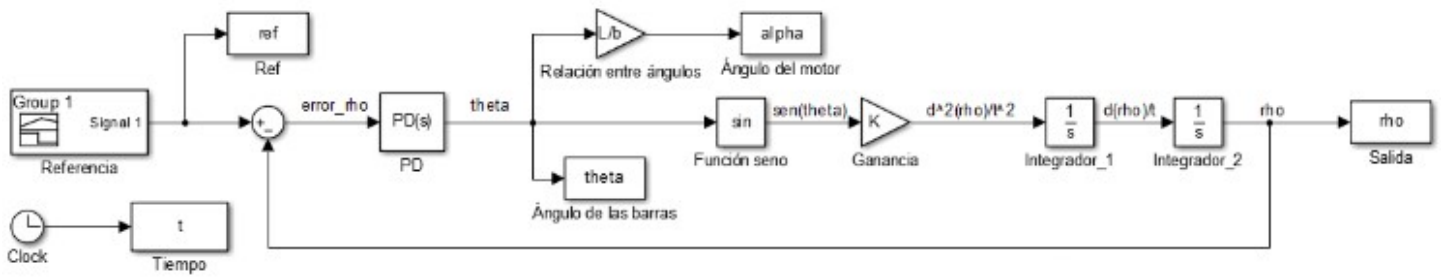 ref
Ref
Group 1
Signal 1
Referencia
+
-
error_rho
PD(s)
PD
theta
L/b
Relación entre ángulos
alpha
Ángulo del motor
sin
Función seno
sen(theta)
K
Ganancia
d^2(rho)/t^2
1
s
Integrador_1
d(rho)/t
1
s
Integrador_2
rho
rho
Salida
theta
Ángulo de las barras
Clock
t
Tiempo